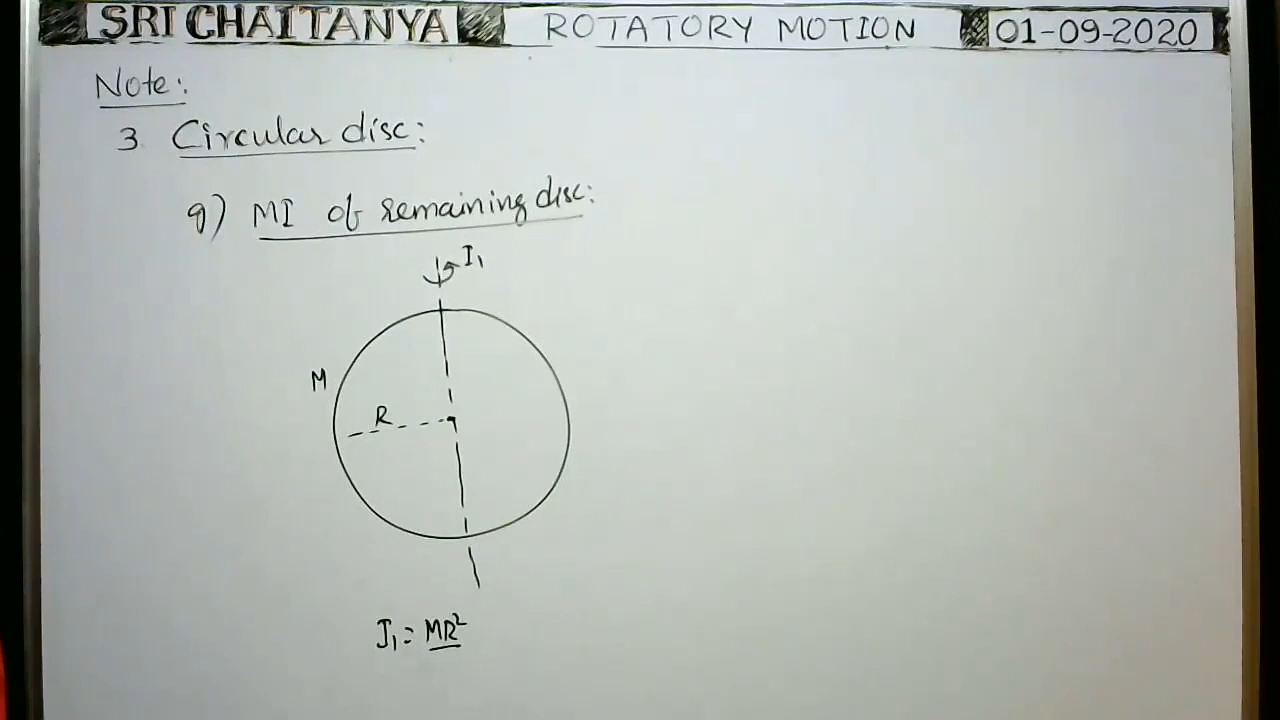 SRI CHAITANYA ROTATORY MOTION 01-09-2020
Note:
3 Circular disc:
9) MI of remaining disc:
I₁
M
R
I₁ = MR²